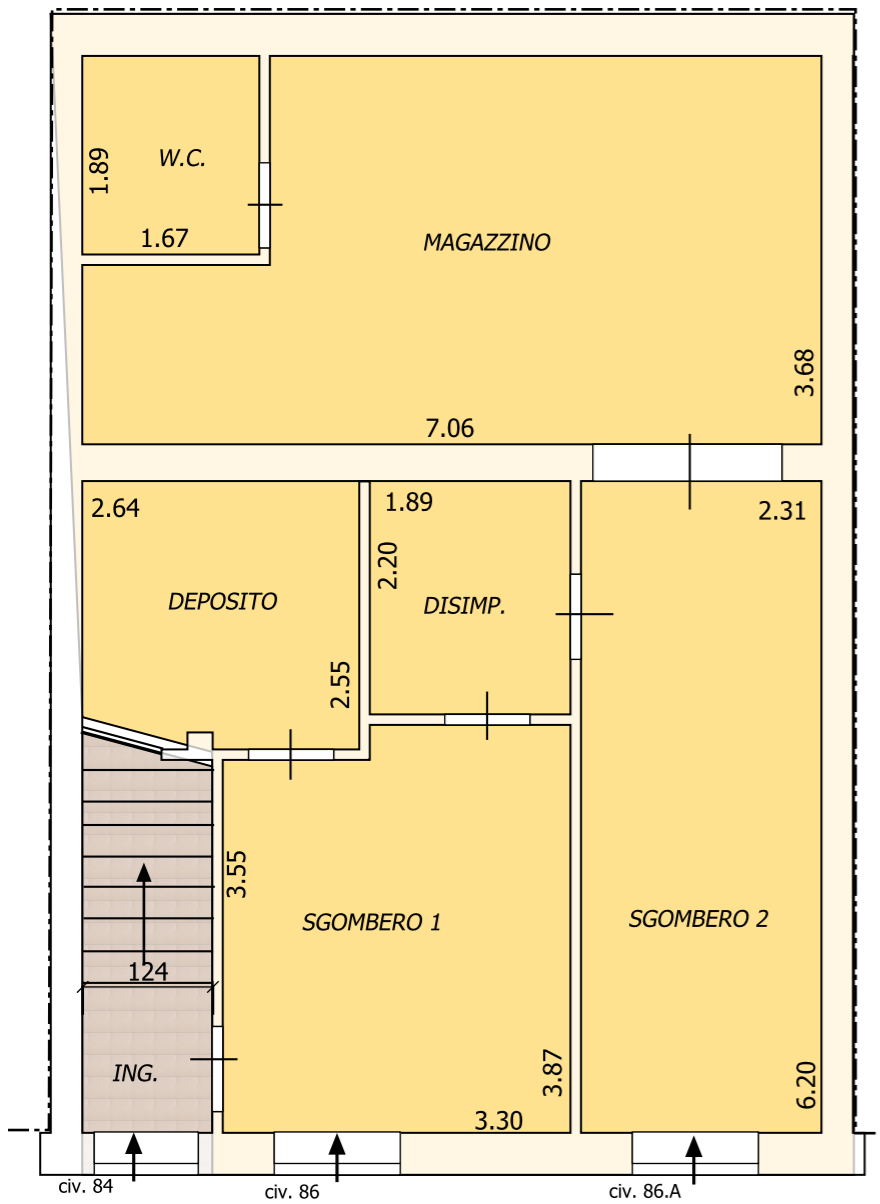 W.C.
1.89
1.67
MAGAZZINO
3.68
7.06
2.64
1.89
2.31
2.20
DEPOSITO
DISIMP.
2.55
3.55
SGOMBERO 1
SGOMBERO 2
124
ING.
3.87
6.20
3.30
civ. 84
civ. 86
civ. 86.A